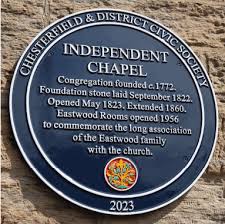 CHESTERFIELD & DISTRICT CIVIC SOCIETY
INDEPENDENT
CHAPEL
Congregation founded c.1772.
Foundation stone laid September 1822.
Opened May 1823. Extended 1860.
Eastwood Rooms opened 1956
to commemorate the long association
of the Eastwood family
with the church.
2023